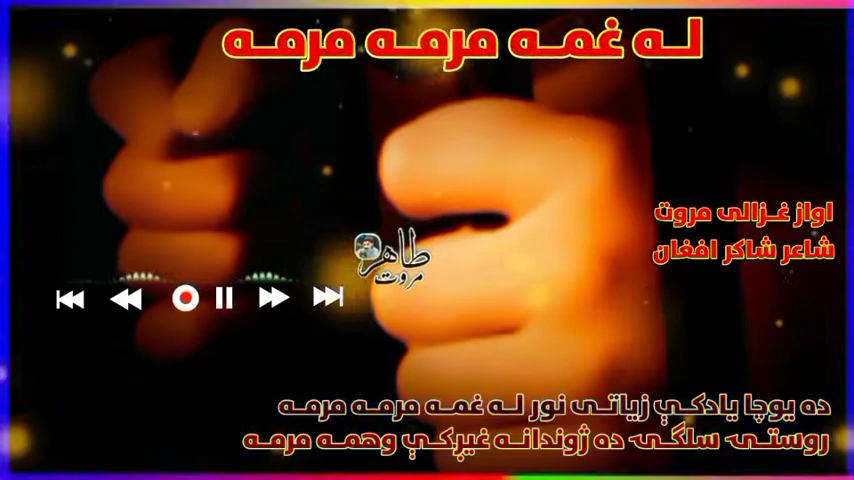 له غمه مرمه مرمه
اواز غزالی مروت
شاعر شاکر افغان
طاهر
مروت
ده یوچا یادکې زیاتی نور له غمه مرمه مرمه
روستی سلګی ده ژوندانه غیږکې وهمه مرمه